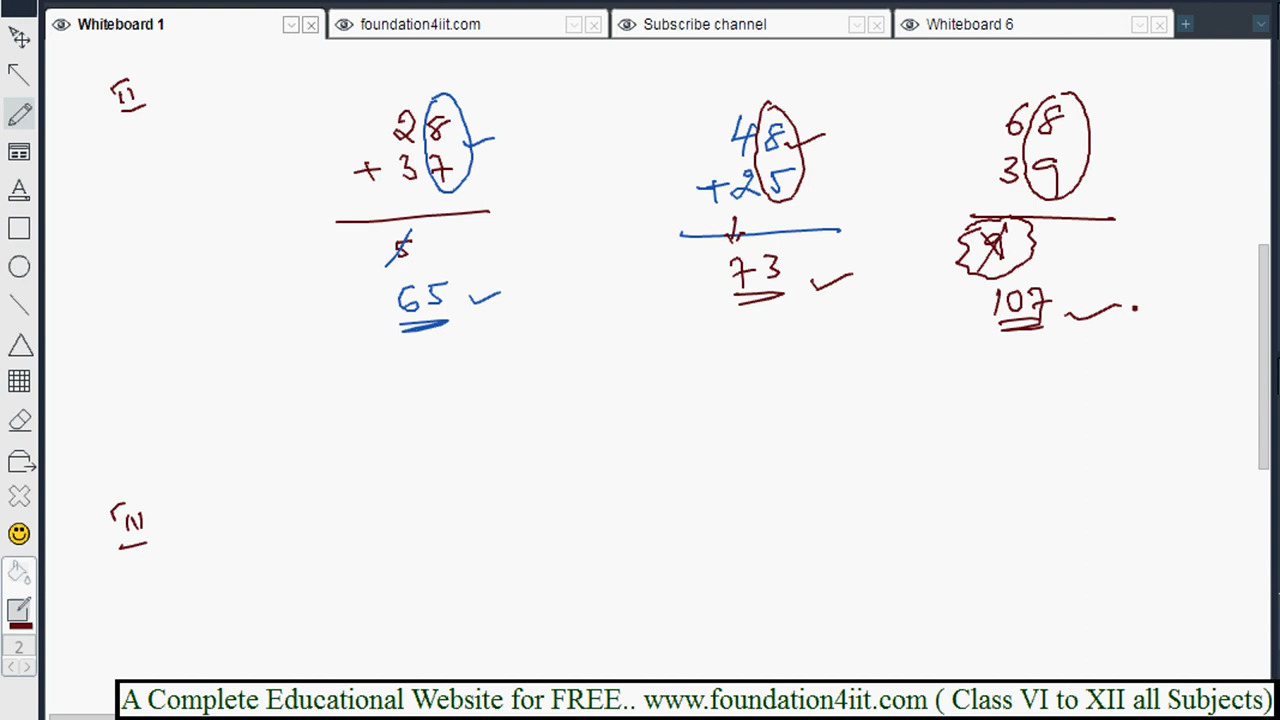 Whiteboard 1 foundation4iit.com Subscribe channel Whiteboard 6
II
28 48 68
+ 37 +25 39
5
65 73 107
2
A Complete Educational Website for FREE.. www.foundation4iit.com ( Class VI to XII all Subjects)